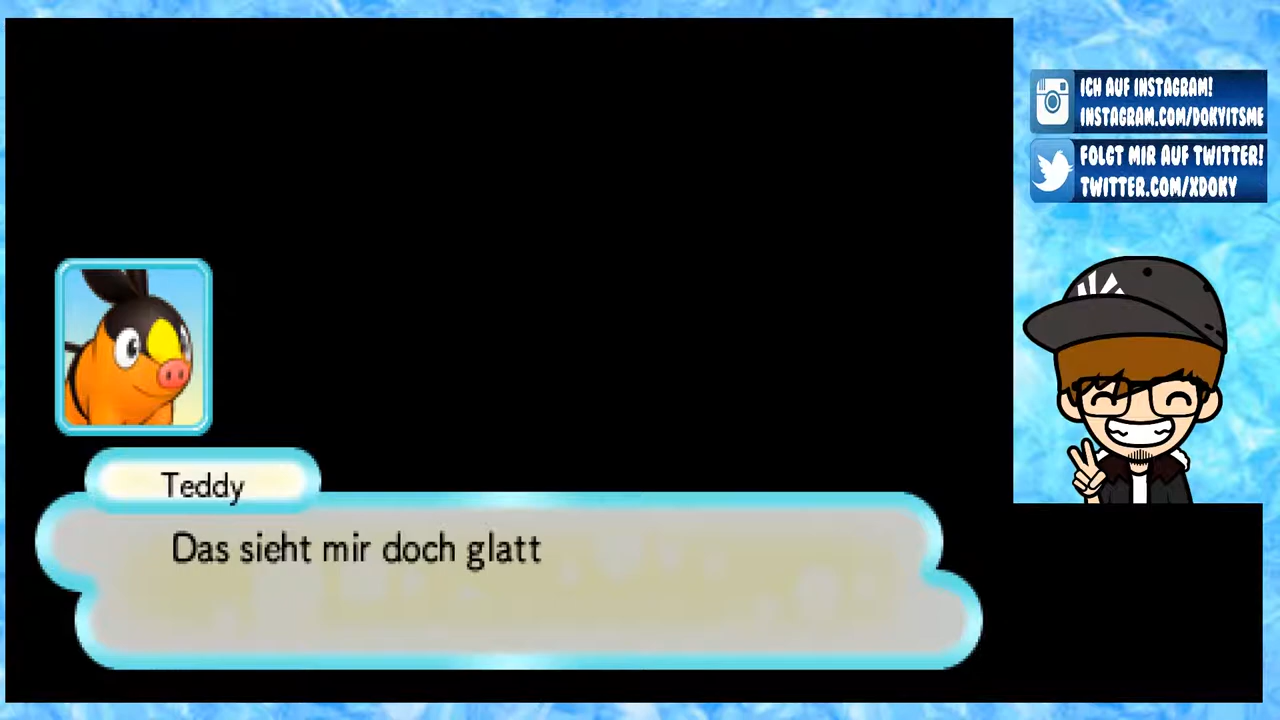 ICH AUF INSTAGRAM!
INSTAGRAM.COM/DOKYITSME
FOLGT MIR AUF TWITTER!
TWITTER.COM/XDOKY
Teddy
Das sieht mir doch glatt